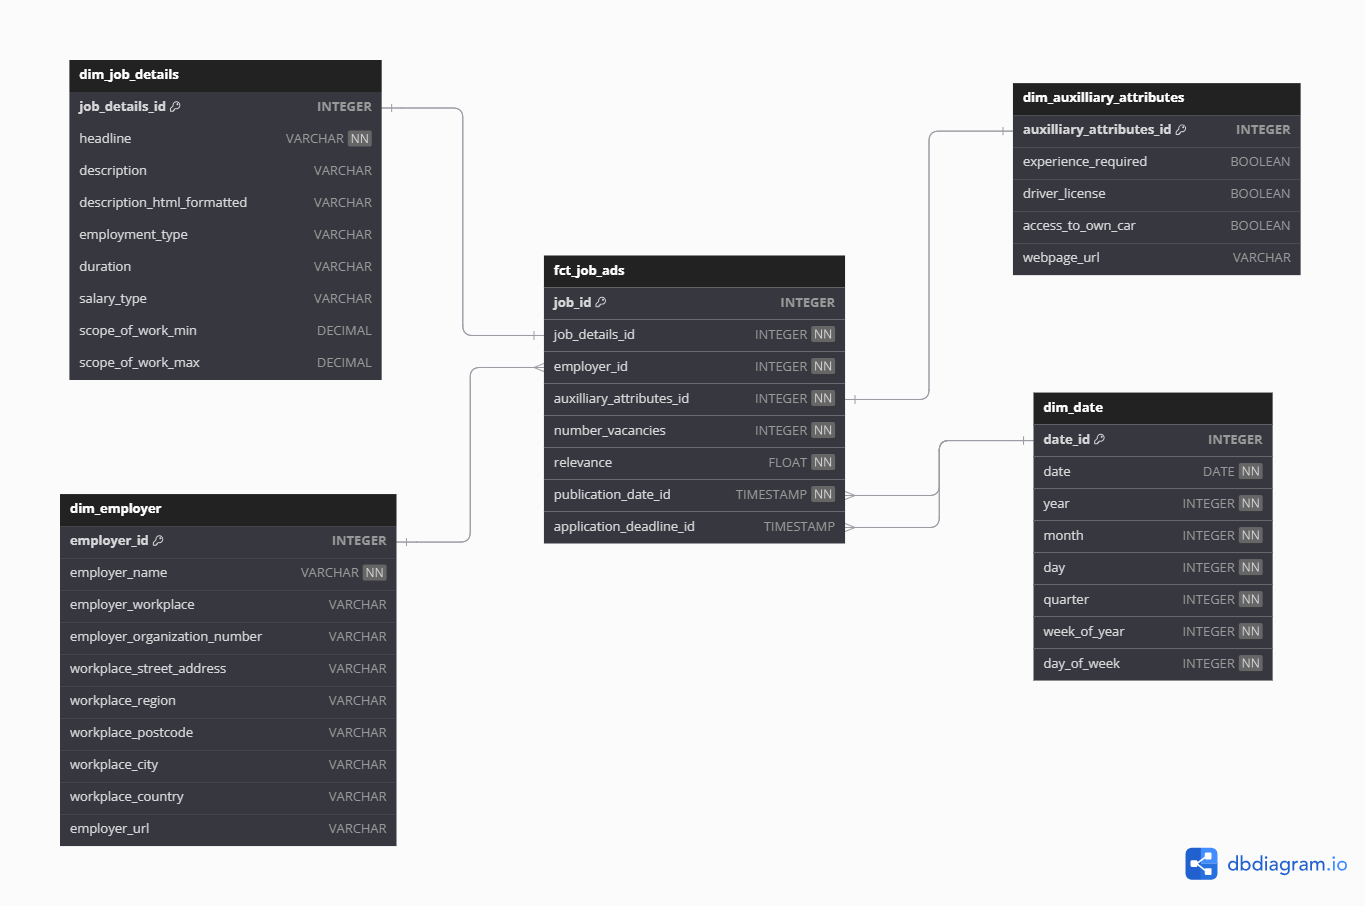 dim_job_details
job_details_id INTEGER
headline VARCHAR NN
description VARCHAR
description_html_formatted VARCHAR
employment_type VARCHAR
duration VARCHAR
salary_type VARCHAR
scope_of_work_min DECIMAL
scope_of_work_max DECIMAL
dim_auxilliary_attributes
auxilliary_attributes_id INTEGER
experience_required BOOLEAN
driver_license BOOLEAN
access_to_own_car BOOLEAN
webpage_url VARCHAR
fct_job_ads
job_id INTEGER
job_details_id INTEGER NN
employer_id INTEGER NN
auxilliary_attributes_id INTEGER NN
number_vacancies INTEGER NN
relevance FLOAT NN
publication_date_id TIMESTAMP NN
application_deadline_id TIMESTAMP
dim_date
date_id INTEGER
date DATE NN
year INTEGER NN
month INTEGER NN
day INTEGER NN
quarter INTEGER NN
week_of_year INTEGER NN
day_of_week INTEGER NN
dim_employer
employer_id INTEGER
employer_name VARCHAR NN
employer_workplace VARCHAR
employer_organization_number VARCHAR
workplace_street_address VARCHAR
workplace_region VARCHAR
workplace_postcode VARCHAR
workplace_city VARCHAR
workplace_country VARCHAR
employer_url VARCHAR
dbdiagram.io